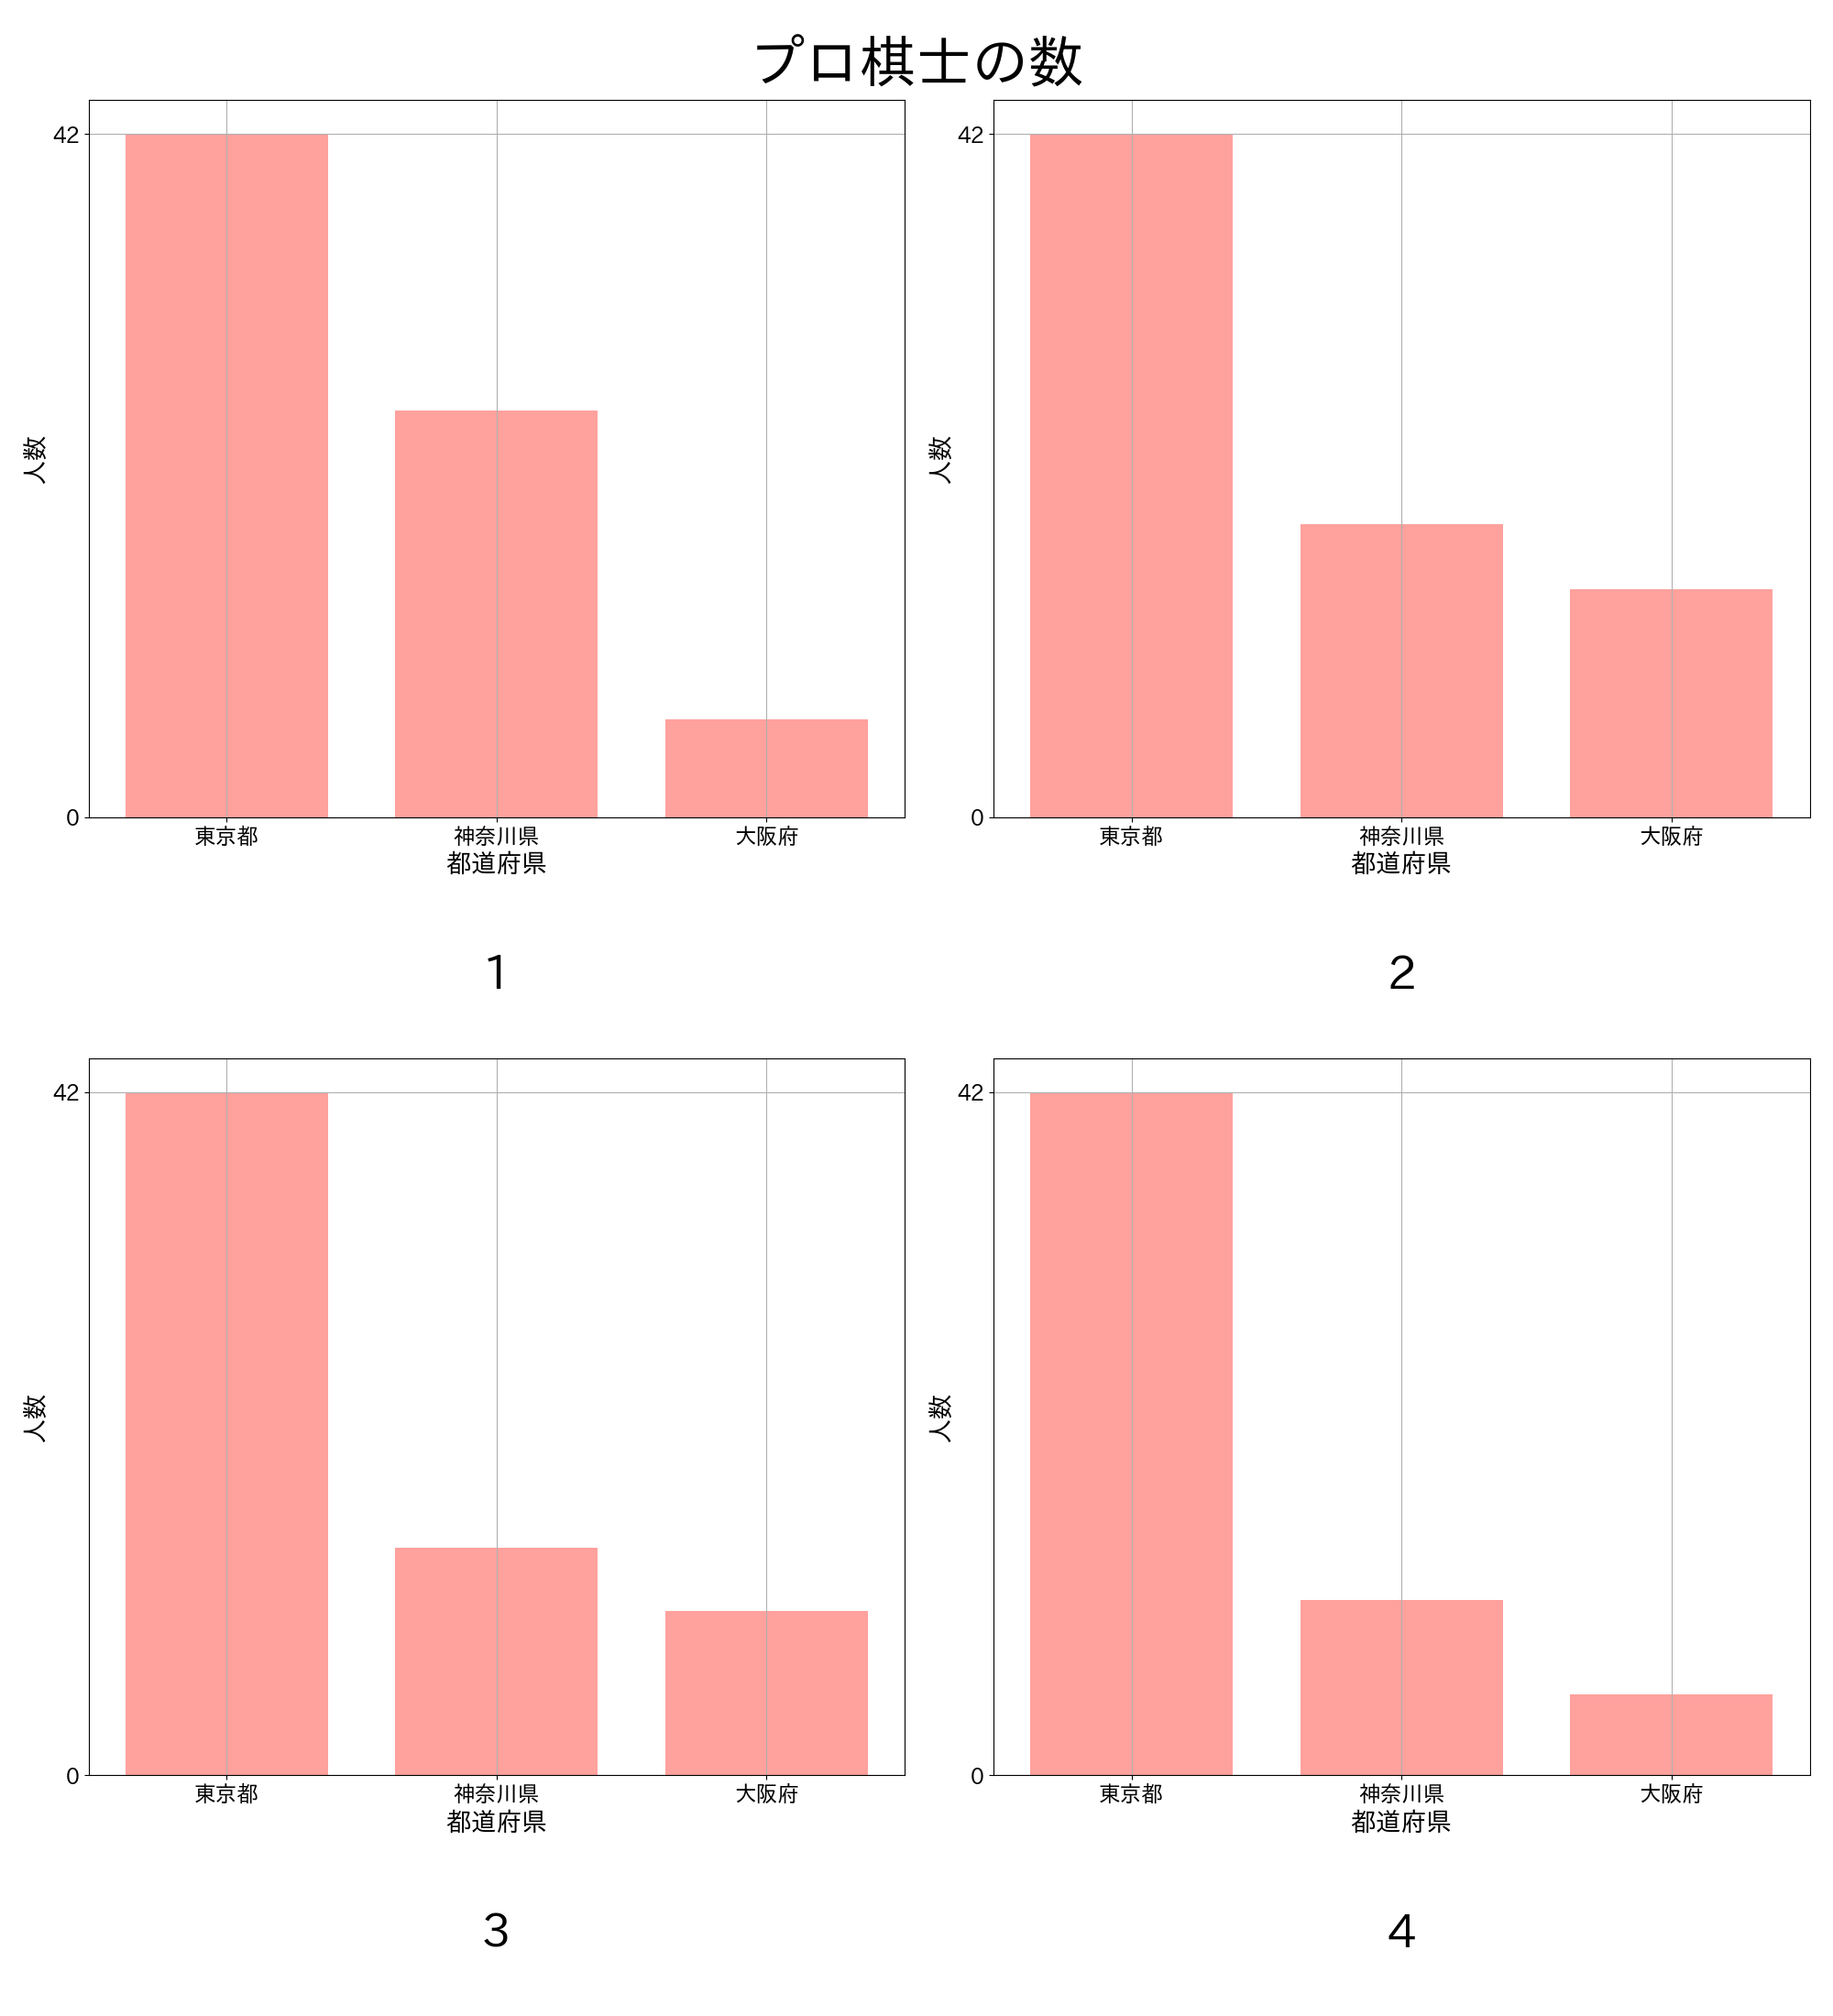 プロ棋士の数
42
人数
0
東京都 神奈川県 大阪府
都道府県
1
42
人数
0
東京都 神奈川県 大阪府
都道府県
2
42
人数
0
東京都 神奈川県 大阪府
都道府県
3
42
人数
0
東京都 神奈川県 大阪府
都道府県
4